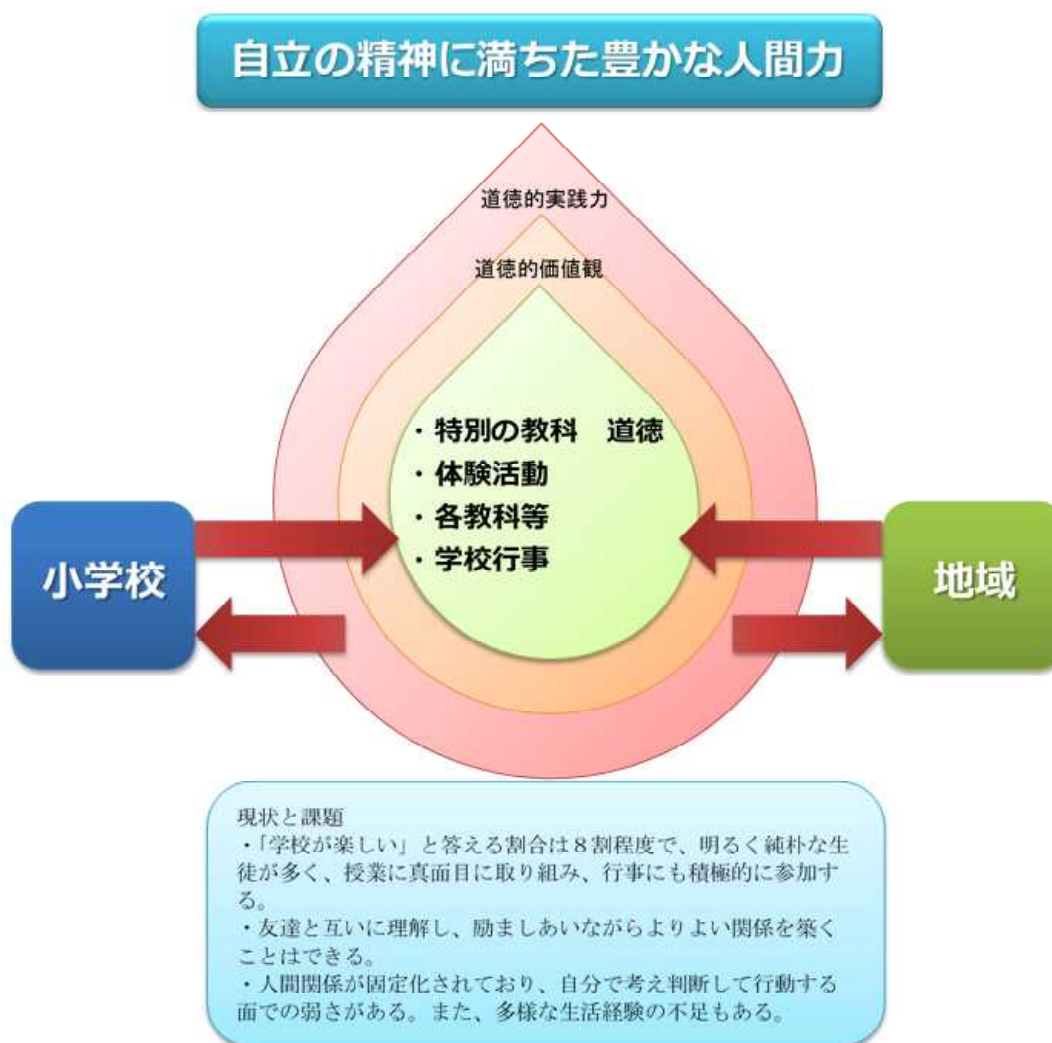 自立の精神に満ちた豊かな人間力
道徳的実践力
道徳的価値観
・特別の教科　道徳
・体験活動
・各教科等
・学校行事
小学校
地域
現状と課題
・「学校が楽しい」と答える割合は８割程度で、明るく純朴な生
徒が多く、授業に真面目に取り組み、行事にも積極的に参加す
る。
・友達と互いに理解し、励ましあいながらよりよい関係を築く
ことはできる。
・人間関係が固定化されており、自分で考え判断して行動する
面での弱さがある。また、多様な生活経験の不足もある。